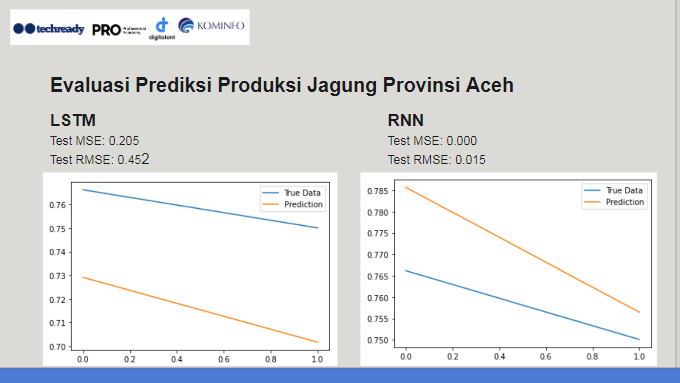 techready
PRO
digitalent
KOMINFO
Evaluasi Prediksi Produksi Jagung Provinsi Aceh
LSTM
Test MSE: 0.205
Test RMSE: 0.452
RNN
Test MSE: 0.000
Test RMSE: 0.015
True Data
Prediction
0.76
0.75
0.74
0.73
0.72
0.71
0.70
0.0 0.2 0.4 0.6 0.8 1.0
True Data
Prediction
0.785
0.780
0.775
0.770
0.765
0.760
0.755
0.750
0.0 0.2 0.4 0.6 0.8 1.0